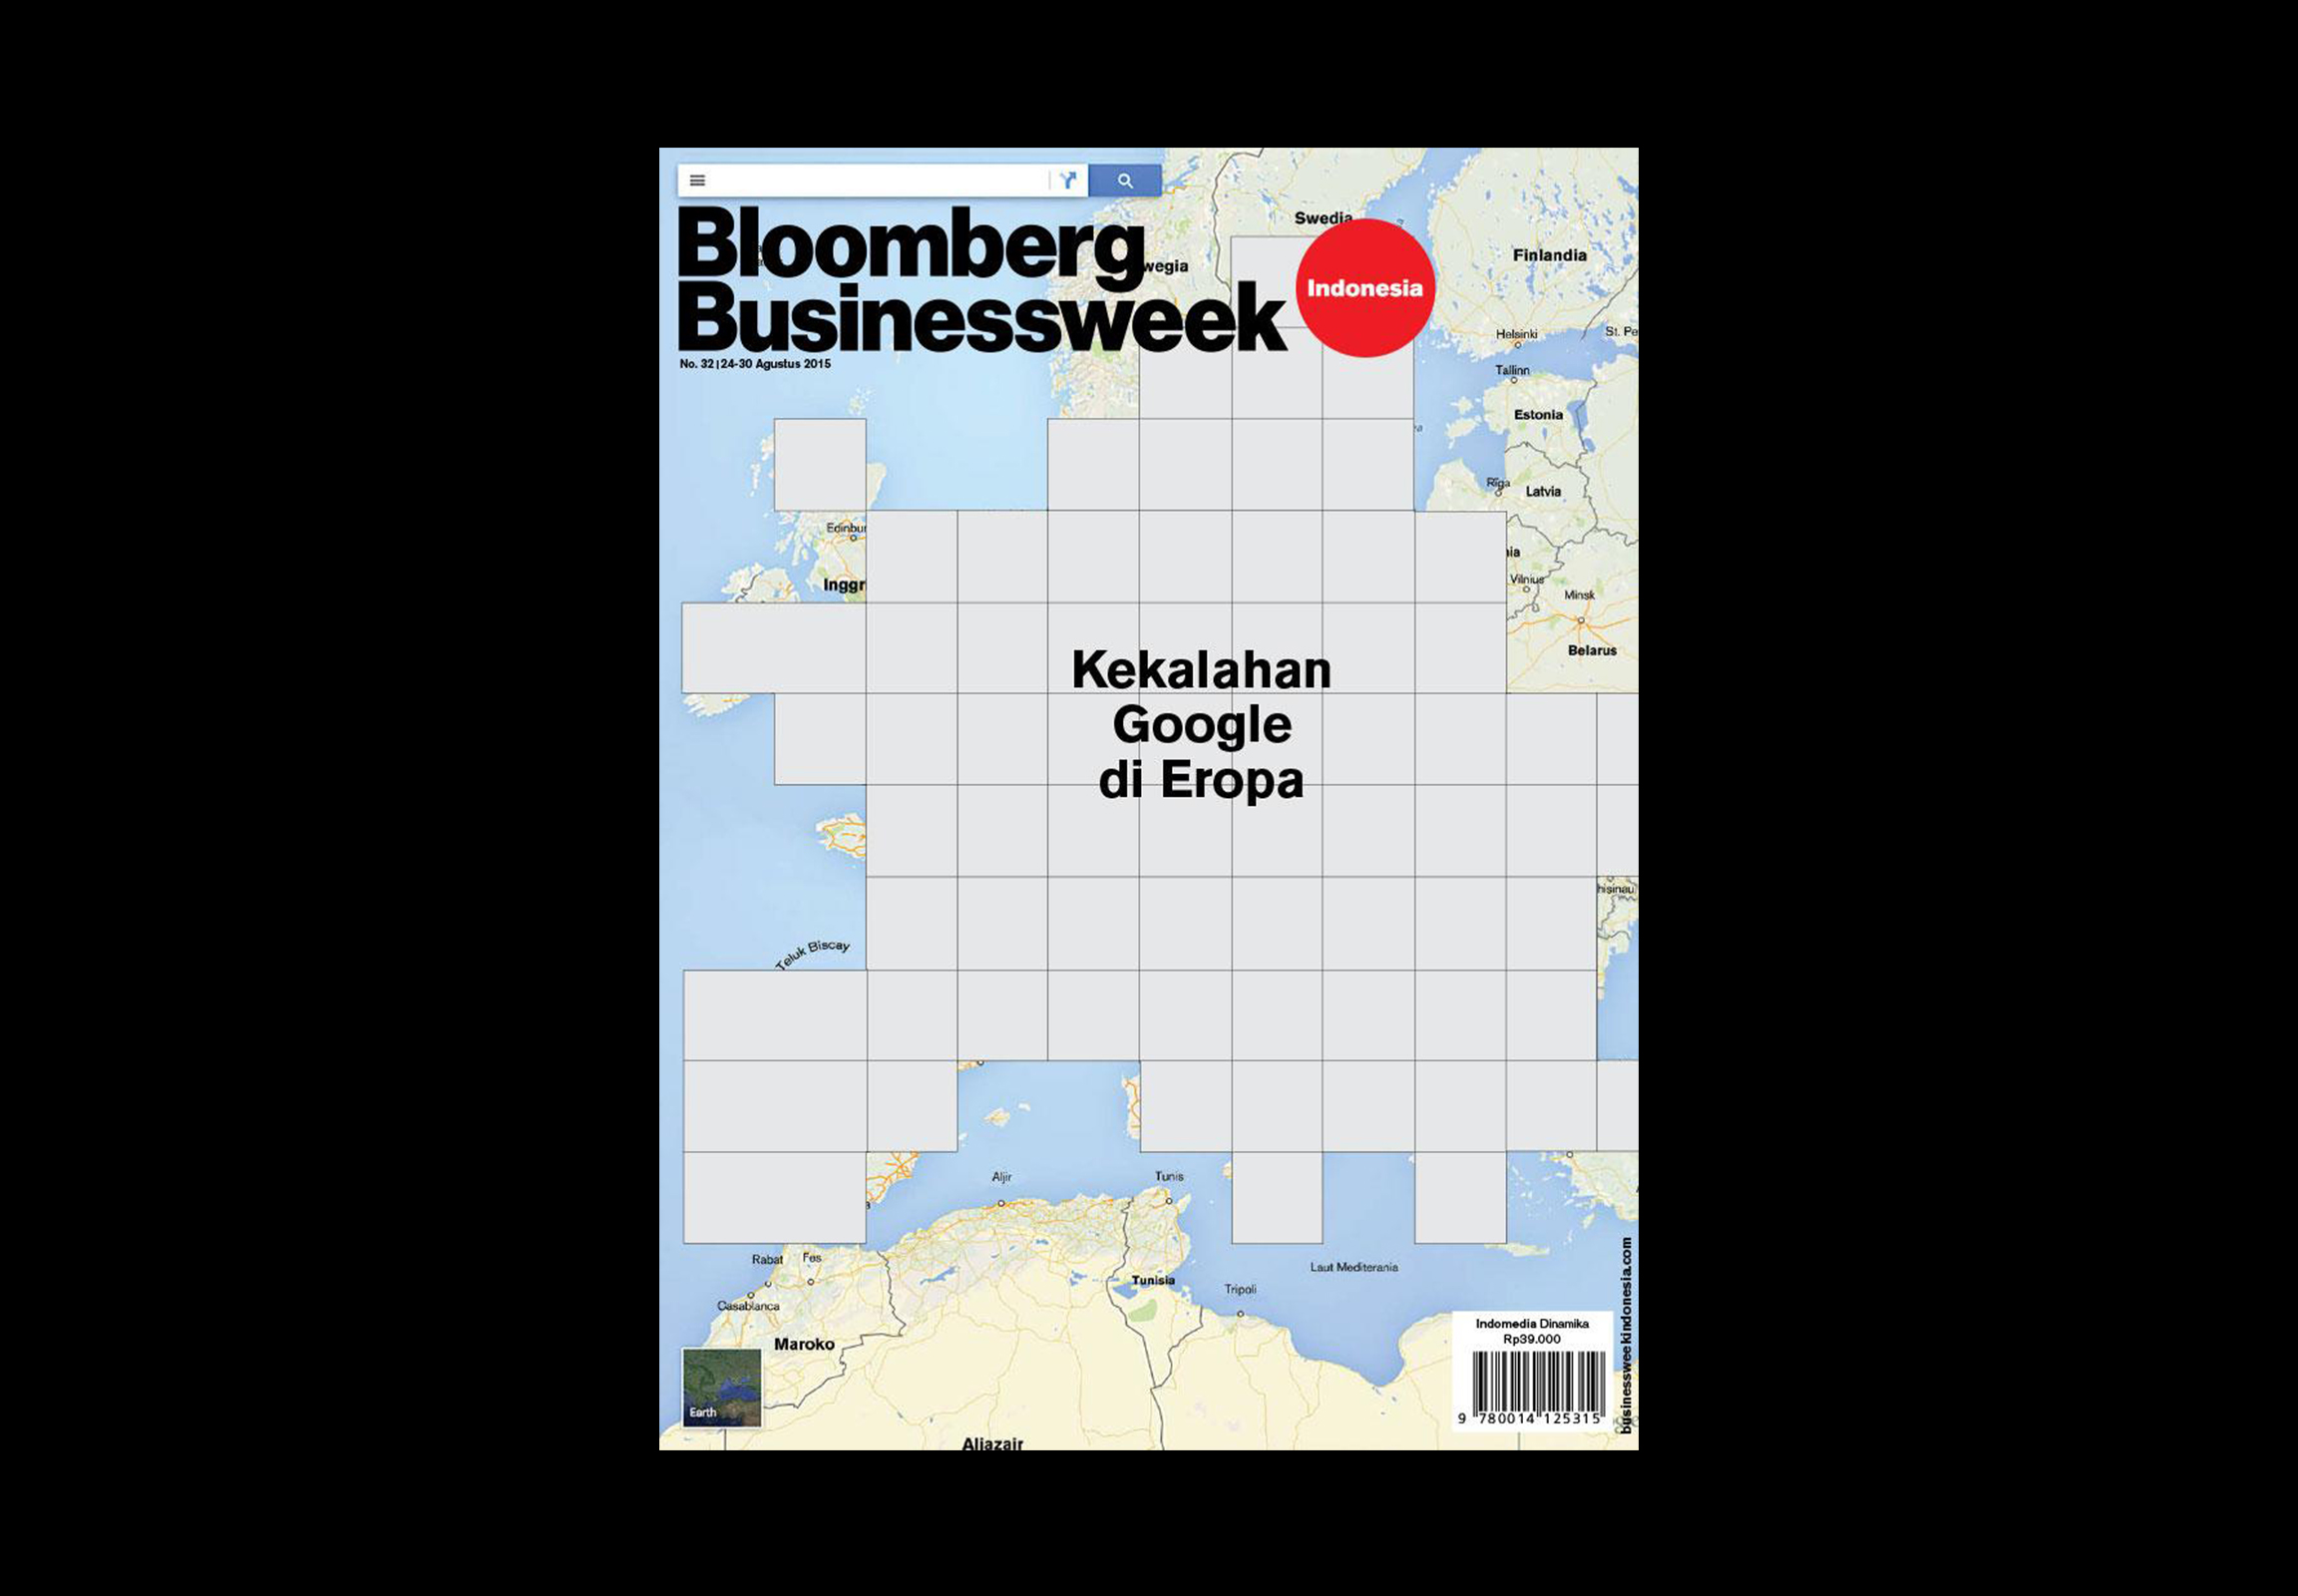 Bloomberg
Businessweek
Indonesia
No. 32 | 24-30 Agustus 2015
Swedia
wegia
Finlandia
Helsinki
St. Pe
Tallinn
Estonia
Riga
Latvia
Edinbur
Inggr
nia
Vilnius
Minsk
Belarus
Kekalahan
Google
di Eropa
hisinau
Teluk Biscay
Aljir
Tunis
Rabat
Fes
Casablanca
Maroko
Tunisia
Tripoli
Laut Mediterania
Earth
Aljazair
Indomedia Dinamika
Rp39.000
9 780014 125315
businessweekindonesia.com